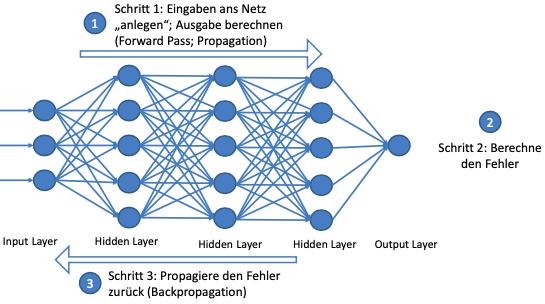 1
Schritt 1: Eingaben ans Netz
„anlegen“; Ausgabe berechnen
(Forward Pass; Propagation)
2
Schritt 2: Berechne
den Fehler
Input Layer
Hidden Layer
Hidden Layer
Hidden Layer
Output Layer
3
Schritt 3: Propagiere den Fehler
zurück (Backpropagation)